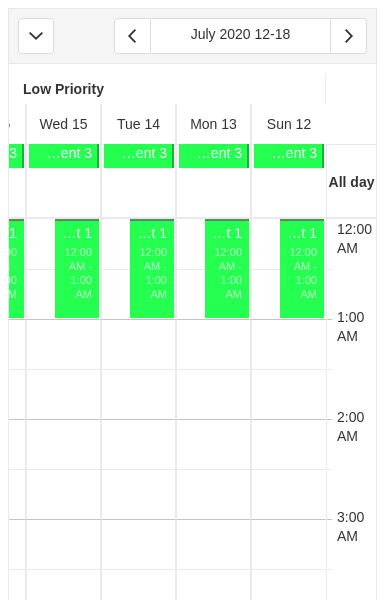 July 2020 12-18
Low Priority
Wed 15
Tue 14
Mon 13
Sun 12
3
...ent 3
...ent 3
...ent 3
...ent 3
All day
1
...t 1
...t 1
...t 1
...t 1
12:00
AM -
1:00
AM
12:00
AM -
1:00
AM
12:00
AM -
1:00
AM
12:00
AM -
1:00
AM
12:00
AM
1:00
AM
2:00
AM
3:00
AM